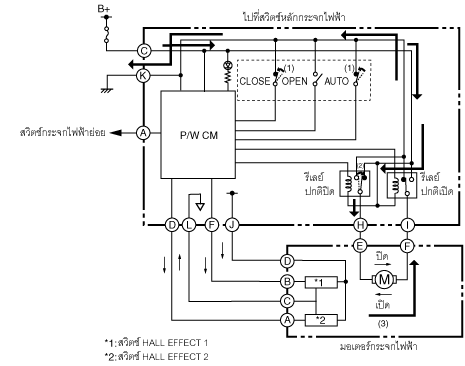 B+
ไปที่สวิตช์หลักกระจกไฟฟ้า
C
K
(1)
(1)
CLOSE
OPEN
AUTO
A
สวิตช์กระจกไฟฟ้าย่อย
P/W CM
(2)
รีเลย์
ปกติปิด
รีเลย์
ปกติเปิด
D
L
F
J
H
I
E
F
D
B
C
A
*1
*2
ปิด
M
เปิด
(3)
มอเตอร์กระจกไฟฟ้า
*1:สวิตช์ HALL EFFECT 1
*2:สวิตช์ HALL EFFECT 2